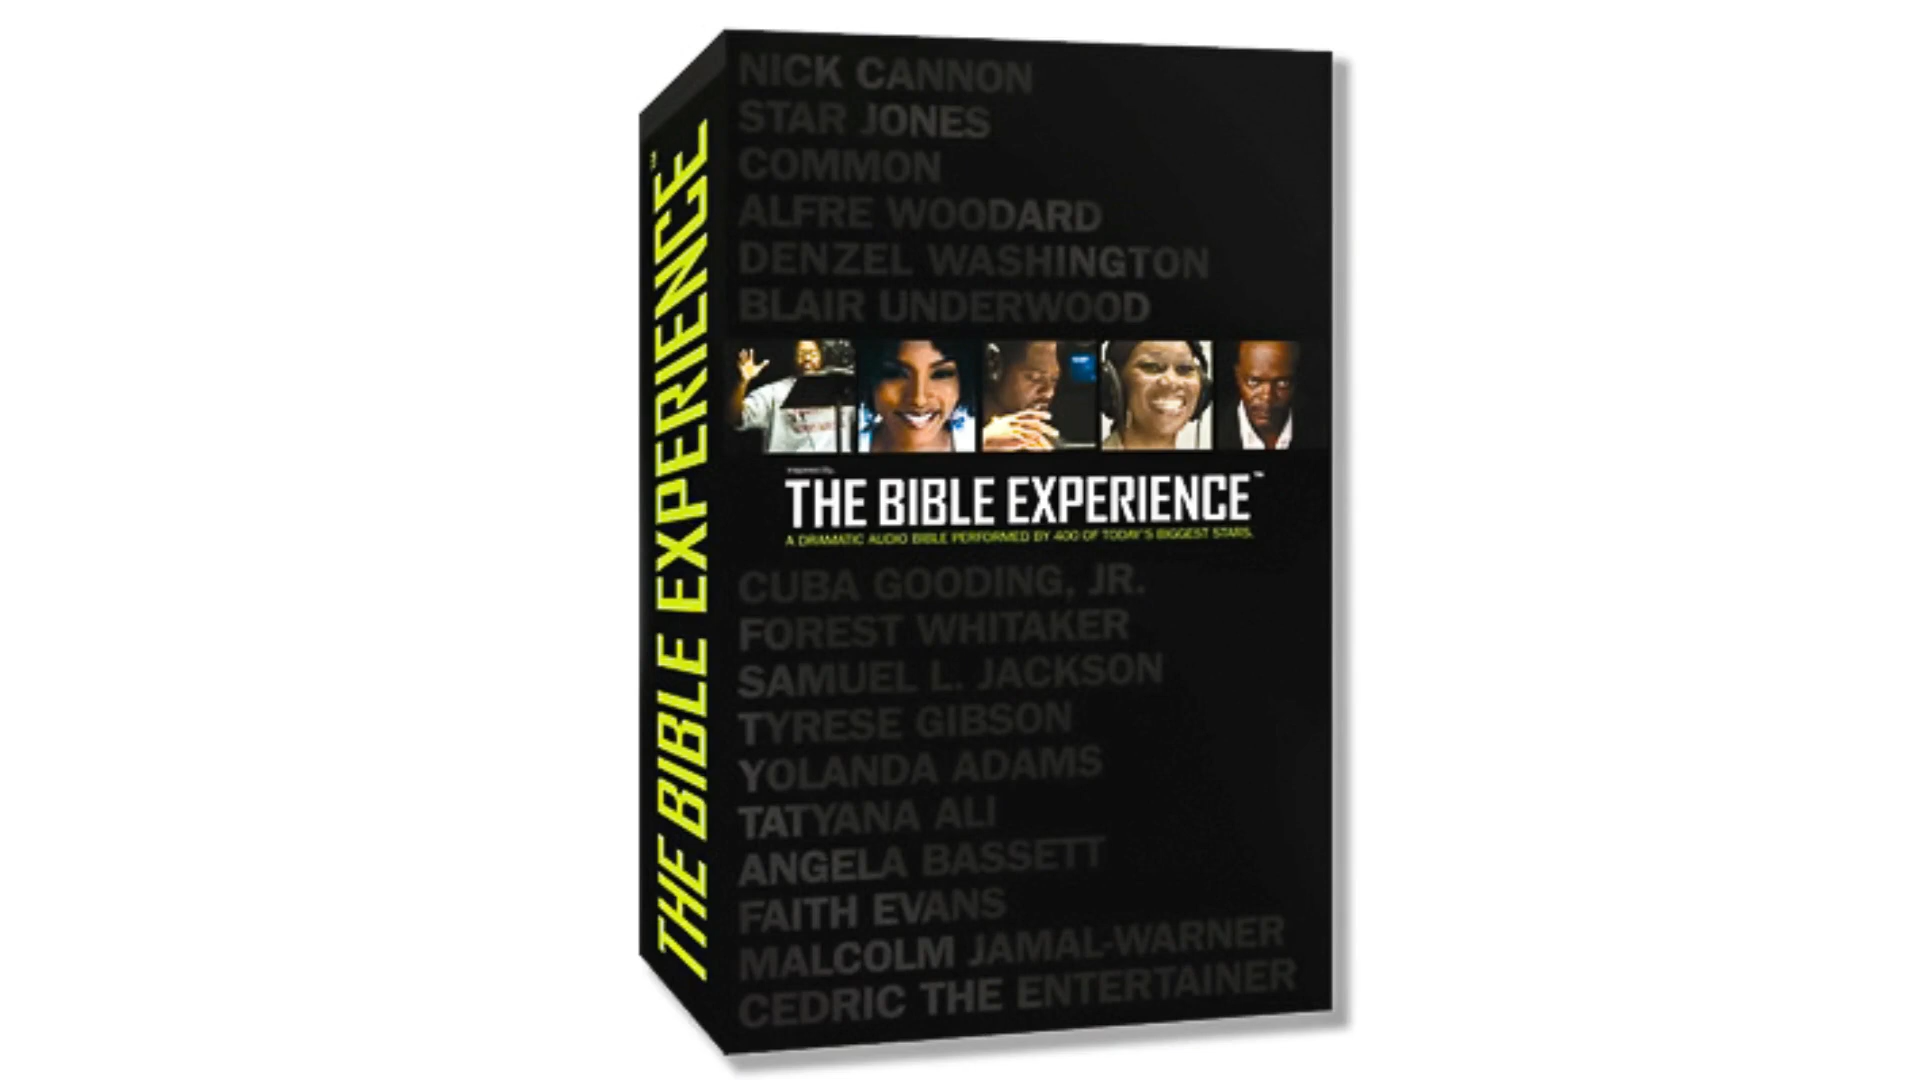 THE BIBLE EXPERIENCE™
NICK CANNON
STAR JONES
COMMON
ALFRE WOODARD
DENZEL WASHINGTON
BLAIR UNDERWOOD
Inspired By...
THE BIBLE EXPERIENCE™
A DRAMATIC AUDIO BIBLE PERFORMED BY 400 OF TODAY'S BIGGEST STARS.
CUBA GOODING, JR.
FOREST WHITAKER
SAMUEL L. JACKSON
TYRESE GIBSON
YOLANDA ADAMS
TATYANA ALI
ANGELA BASSETT
FAITH EVANS
MALCOLM JAMAL-WARNER
CEDRIC THE ENTERTAINER